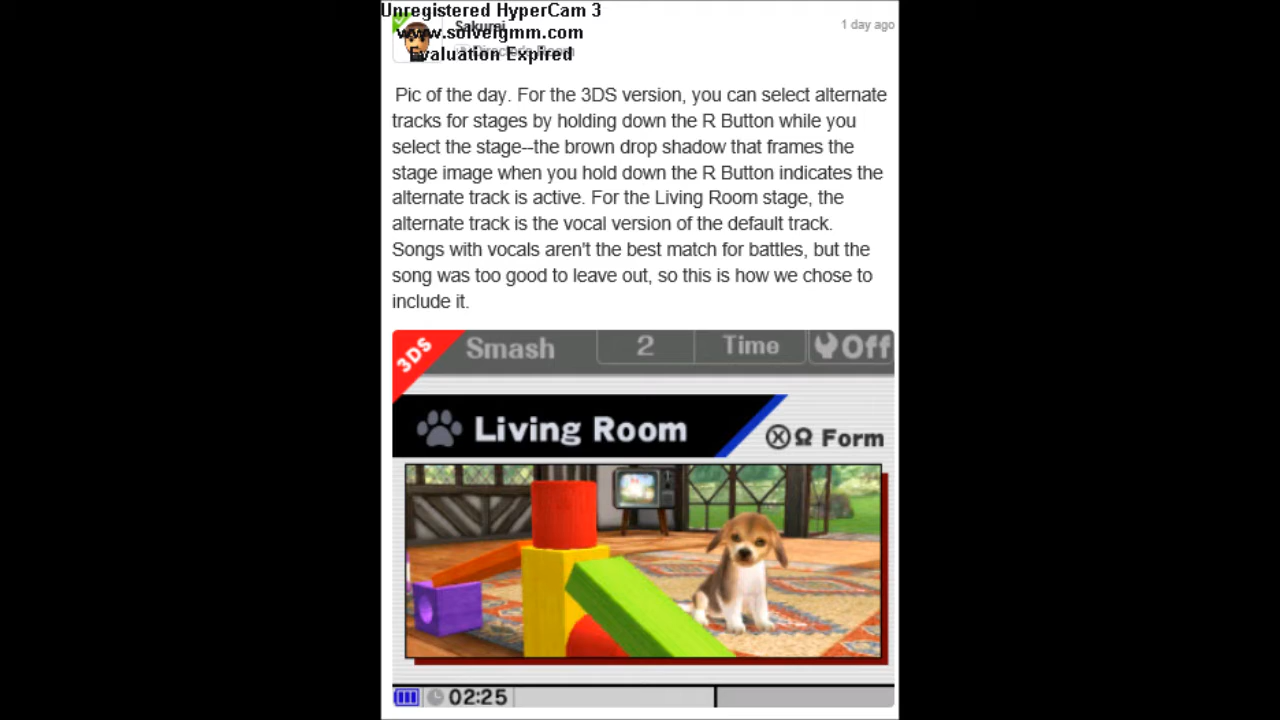 Unregistered HyperCam 3
Sakurai
1 day ago
www.solveigmm.com
Director's Room
Evaluation Expired
Pic of the day. For the 3DS version, you can select alternate
tracks for stages by holding down the R Button while you
select the stage--the brown drop shadow that frames the
stage image when you hold down the R Button indicates the
alternate track is active. For the Living Room stage, the
alternate track is the vocal version of the default track.
Songs with vocals aren't the best match for battles, but the
song was too good to leave out, so this is how we chose to
include it.
3DS
Smash 2 Time Off
Living Room
ⓧΩ Form
02:25